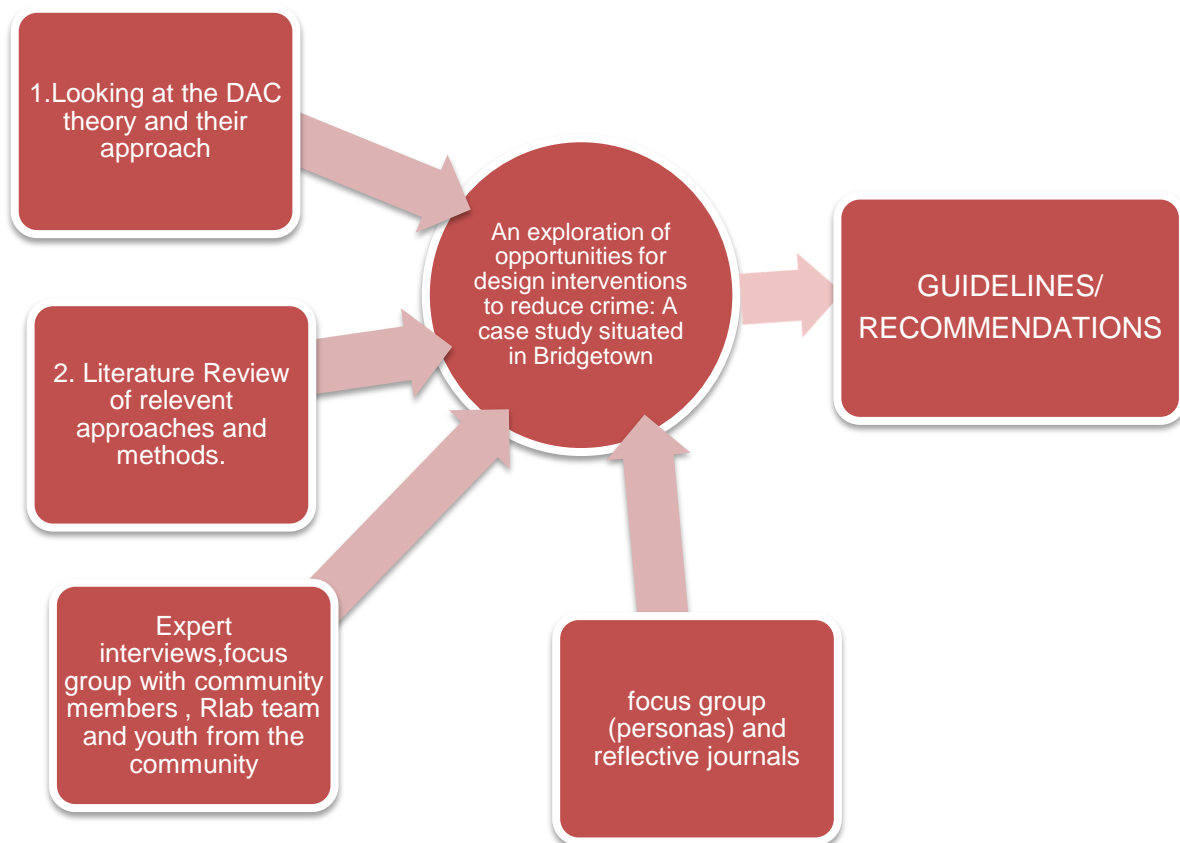 1.Looking at the DAC
theory and their
approach
An exploration of
opportunities for
design interventions
to reduce crime: A
case study situated
in Bridgetown
GUIDELINES/
RECOMMENDATIONS
2. Literature Review
of relevent
approaches and
methods.
Expert
interviews,focus
group with community
members , Rlab team
and youth from the
community
focus group
(personas) and
reflective journals